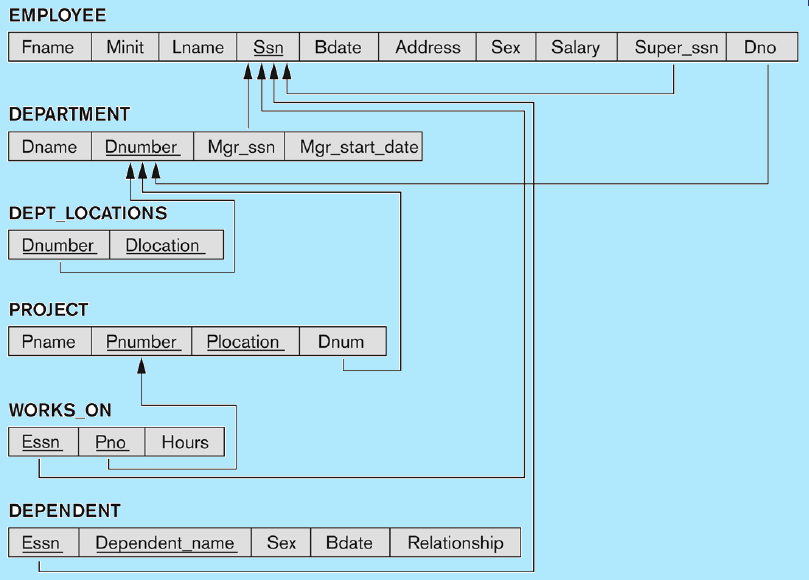 EMPLOYEE
Fname Minit Lname Ssn Bdate Address Sex Salary Super_ssn Dno
DEPARTMENT
Dname Dnumber Mgr_ssn Mgr_start_date
DEPT_LOCATIONS
Dnumber Dlocation
PROJECT
Pname Pnumber Plocation Dnum
WORKS_ON
Essn Pno Hours
DEPENDENT
Essn Dependent_name Sex Bdate Relationship